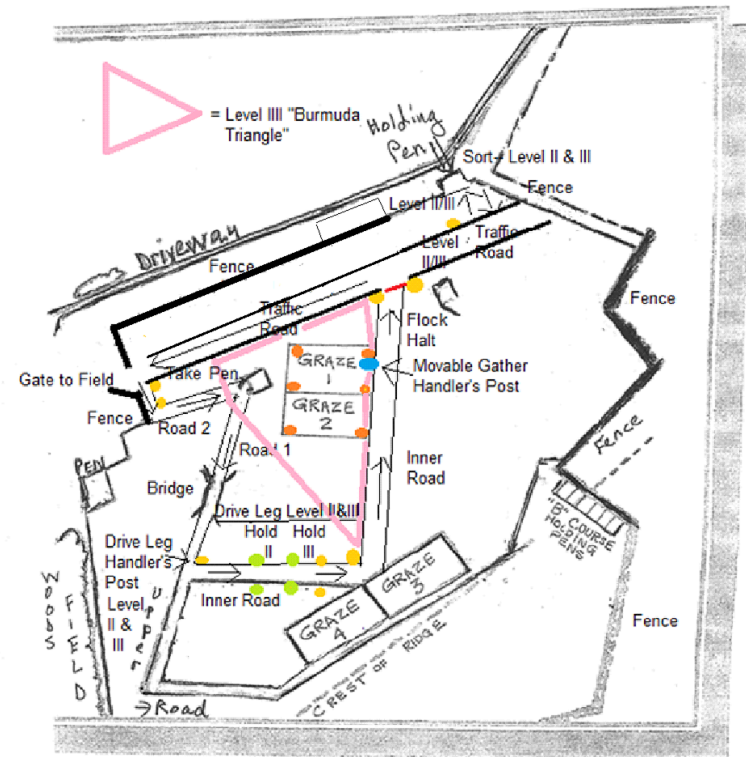 = Level IIII "Burmuda
Triangle"
Holding
Pen
Sort-- Level II & III
Fence
Level II/III
Driveway
Fence
Level
II/III
Traffic
Road
Traffic
Road
Fence
Flock
Halt
Gate to Field
Take Pen
GRAZE
1
Movable Gather
Handler's Post
Fence
Road 2
GRAZE
2
Fence
PEN
Road 1
Inner
Road
Bridge
Drive Leg Level II&III
Hold
II
Hold
III
"B" COURSE
HOLDING
PENS
Drive Leg
Handler's
Post
Level
II &
III
WOODS
FIELD
Upper
Inner Road
GRAZE
3
GRAZE
4
Fence
CREST OF RIDGE
Road